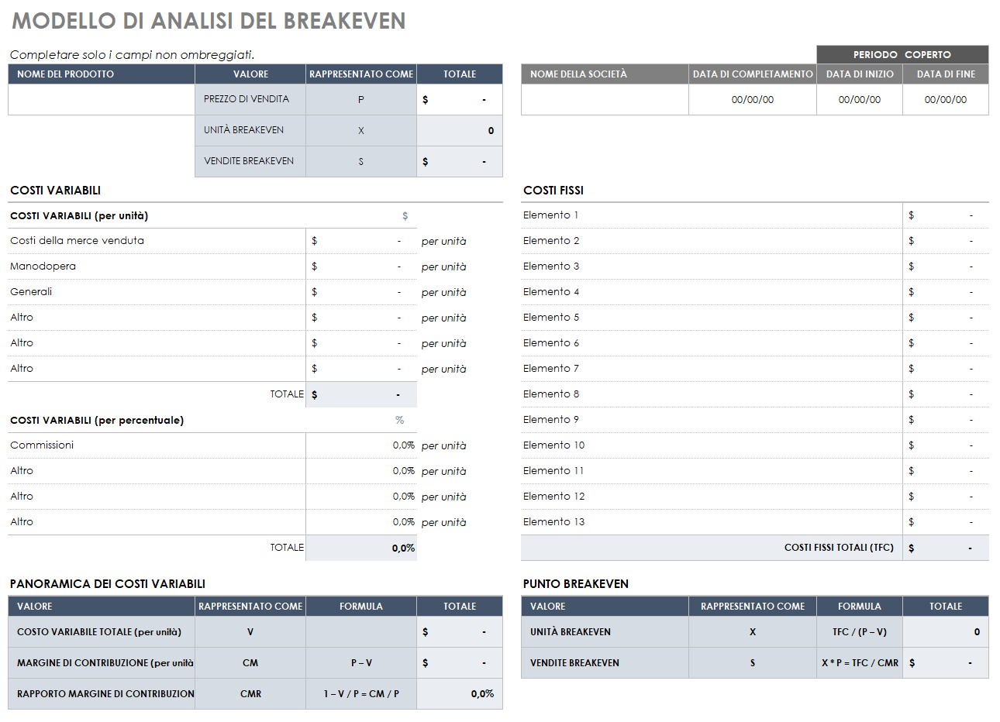 MODELLO DI ANALISI DEL BREAKEVEN
Completare solo i campi non ombreggiati.
PERIODO COPERTO
NOME DEL PRODOTTO VALORE RAPPRESENTATO COME TOTALE
PREZZO DI VENDITA P $ -
UNITÀ BREAKEVEN X 0
VENDITE BREAKEVEN S $ -
NOME DELLA SOCIETÀ DATA DI COMPLETAMENTO DATA DI INIZIO DATA DI FINE
00/00/00 00/00/00 00/00/00
COSTI VARIABILI
COSTI VARIABILI (per unità) $
Costi della merce venduta $ - per unità
Manodopera $ - per unità
Generali $ - per unità
Altro $ - per unità
Altro $ - per unità
Altro $ - per unità
TOTALE $ -
COSTI VARIABILI (per percentuale) %
Commissioni 0,0% per unità
Altro 0,0% per unità
Altro 0,0% per unità
Altro 0,0% per unità
TOTALE 0,0%
COSTI FISSI
Elemento 1 $ -
Elemento 2 $ -
Elemento 3 $ -
Elemento 4 $ -
Elemento 5 $ -
Elemento 6 $ -
Elemento 7 $ -
Elemento 8 $ -
Elemento 9 $ -
Elemento 10 $ -
Elemento 11 $ -
Elemento 12 $ -
Elemento 13 $ -
COSTI FISSI TOTALI (TFC) $ -
PANORAMICA DEI COSTI VARIABILI
VALORE RAPPRESENTATO COME FORMULA TOTALE
COSTO VARIABILE TOTALE (per unità) V $ -
MARGINE DI CONTRIBUZIONE (per unità CM P – V $ -
RAPPORTO MARGINE DI CONTRIBUZION CMR 1 – V / P = CM / P 0,0%
PUNTO BREAKEVEN
VALORE RAPPRESENTATO COME FORMULA TOTALE
UNITÀ BREAKEVEN X TFC / (P – V) 0
VENDITE BREAKEVEN S X * P = TFC / CMR $ -